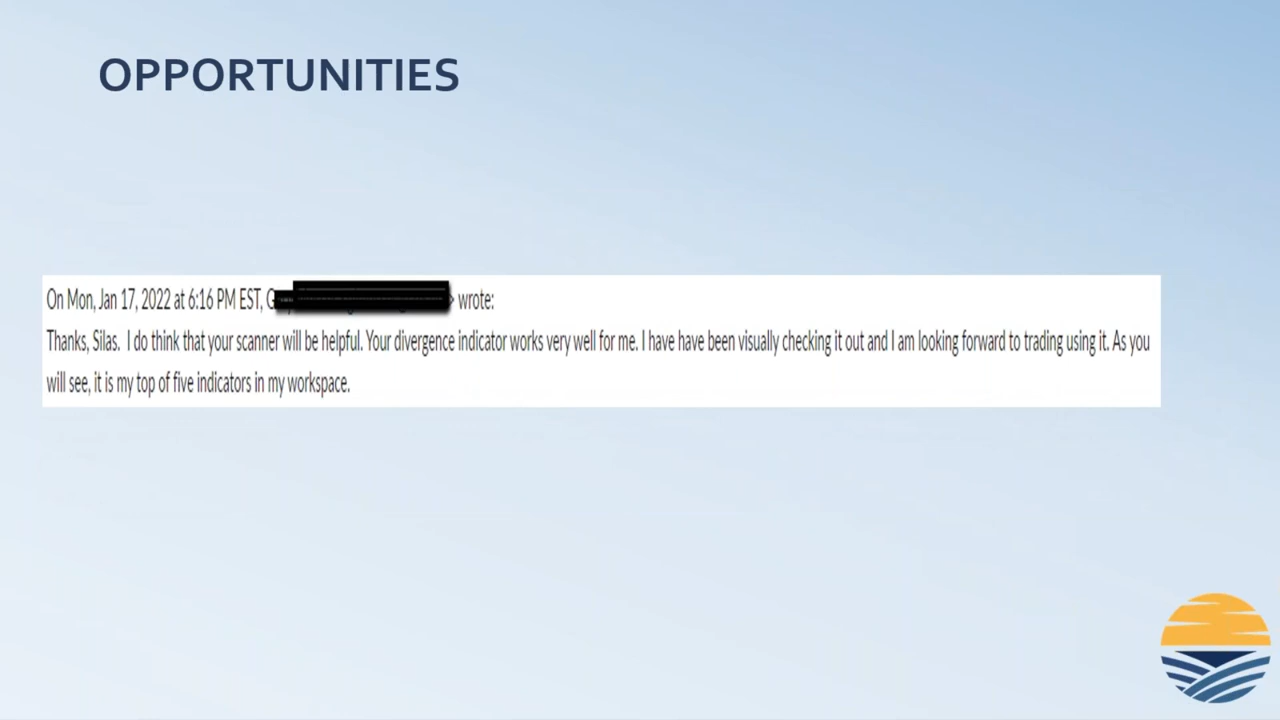 OPPORTUNITIES
On Mon, Jan 17, 2022 at 6:16 PM EST, wrote:
Thanks, Silas. I do think that your scanner will be helpful. Your divergence indicator works very well for me. I have have been visually checking it out and I am looking forward to trading using it. As you
will see, it is my top of five indicators in my workspace.